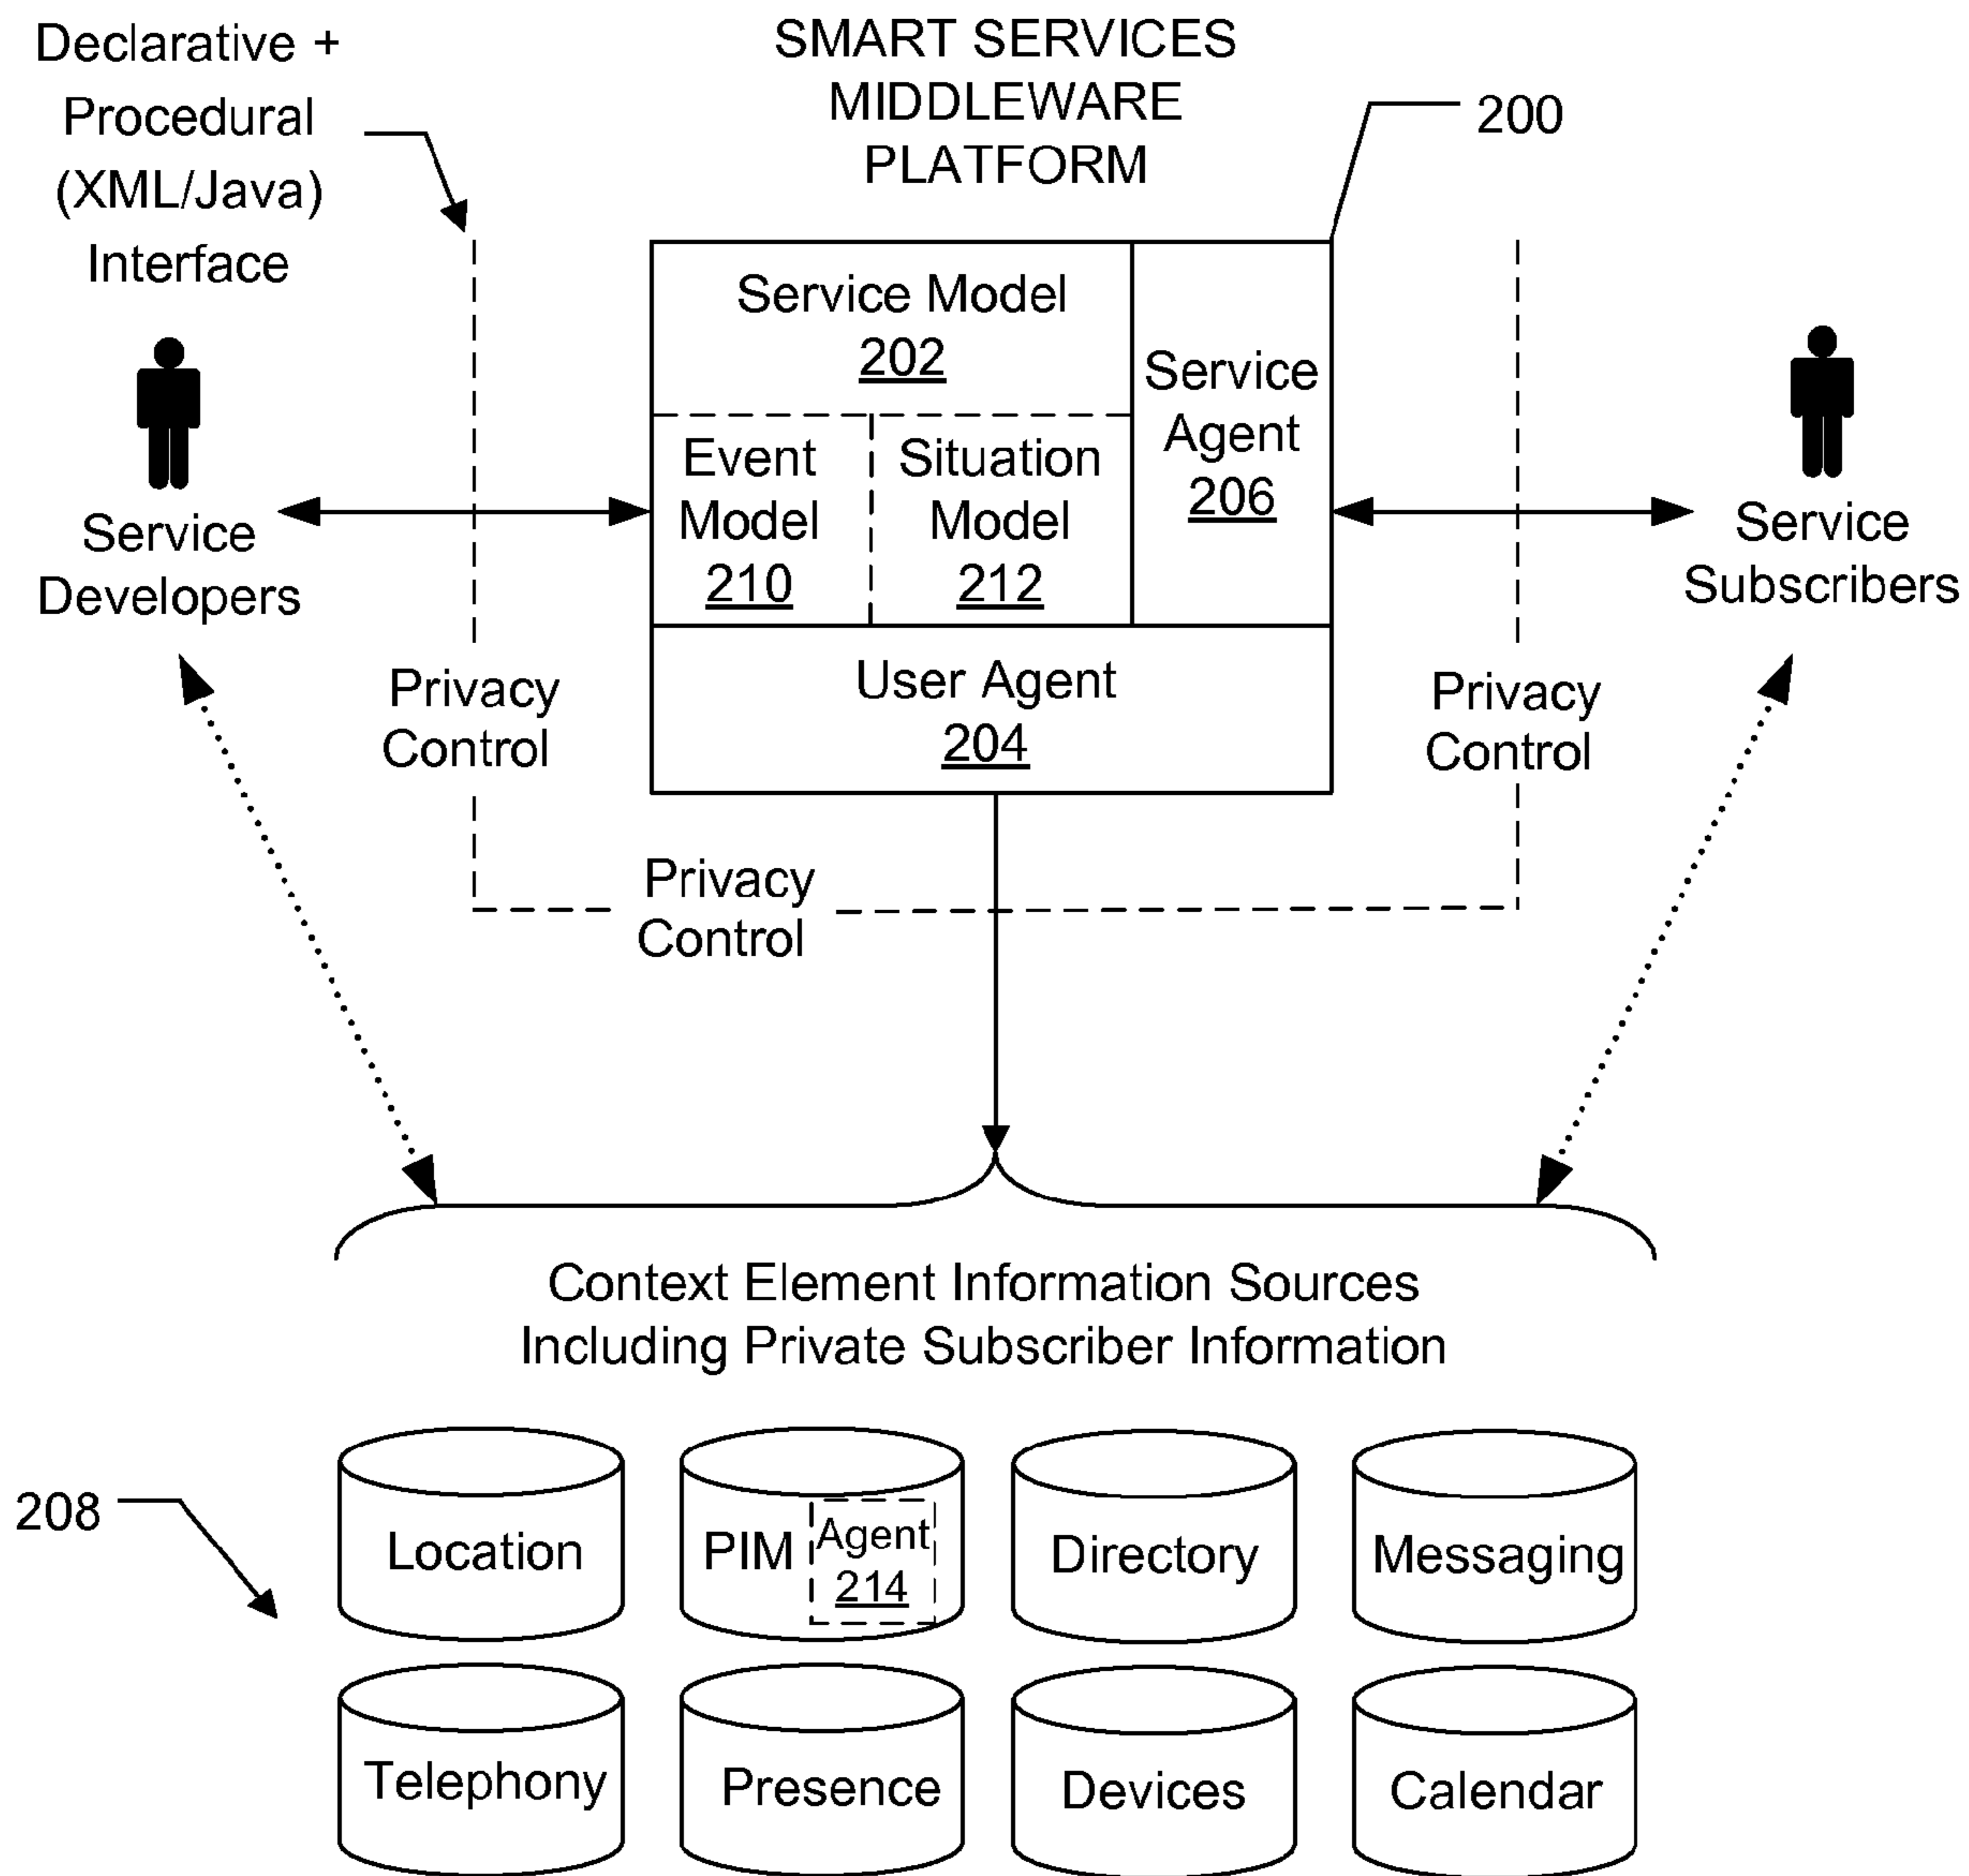 Declarative +
Procedural
(XML/Java)
Interface
SMART SERVICES
MIDDLEWARE
PLATFORM
200
Service Model
202
Service
Agent
206
Event
Model
210
Situation
Model
212
User Agent
204
Service
Developers
Service
Subscribers
Privacy
Control
Privacy
Control
Privacy
Control
Context Element Information Sources
Including Private Subscriber Information
208
Location
PIM
Agent
214
Directory
Messaging
Telephony
Presence
Devices
Calendar